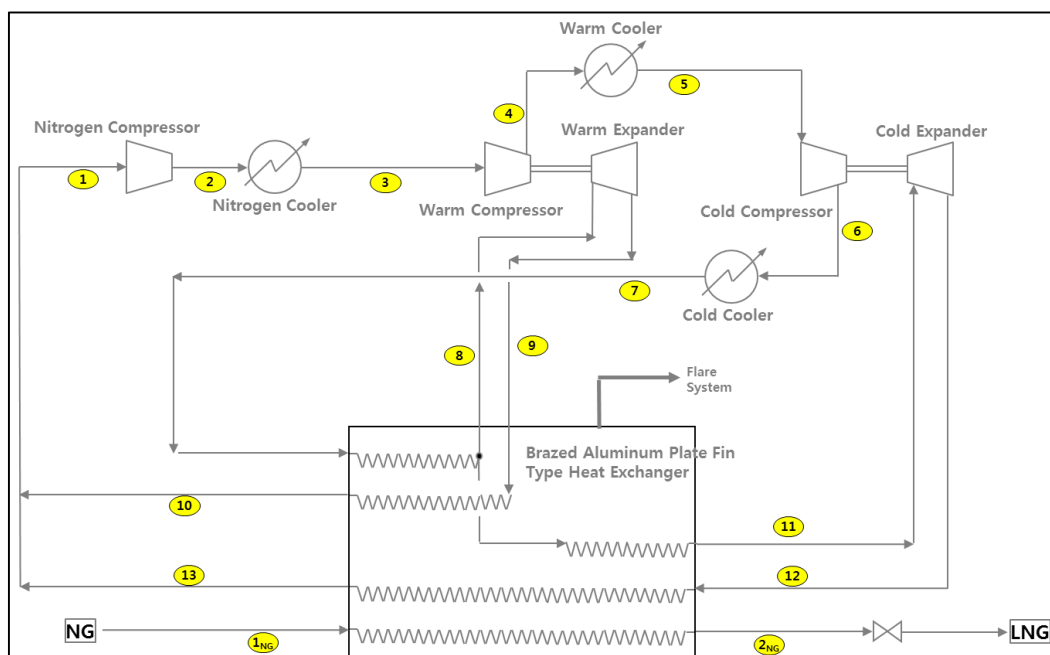 Warm Cooler
5
4
Nitrogen Compressor
Warm Expander
Cold Expander
1
2
3
Nitrogen Cooler
Warm Compressor
Cold Compressor
6
7
Cold Cooler
8
9
Flare
System
Brazed Aluminum Plate Fin
Type Heat Exchanger
10
11
13
12
NG
1NG
2NG
LNG